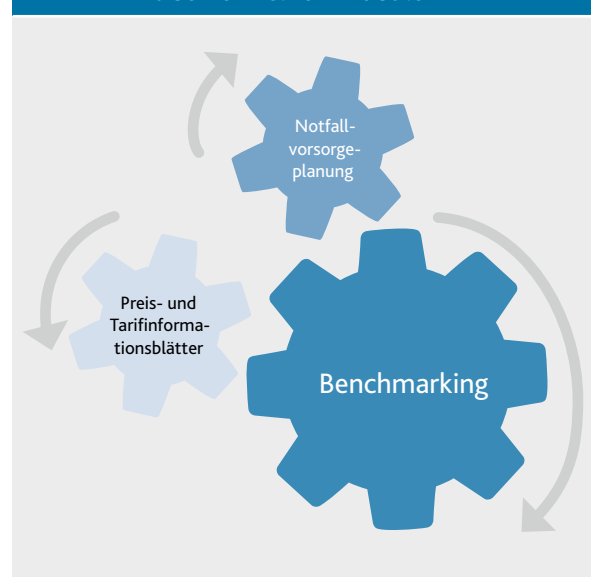 Notfall-
vorsorge-
planung
Preis- und
Tarifinforma-
tionsblätter
Benchmarking